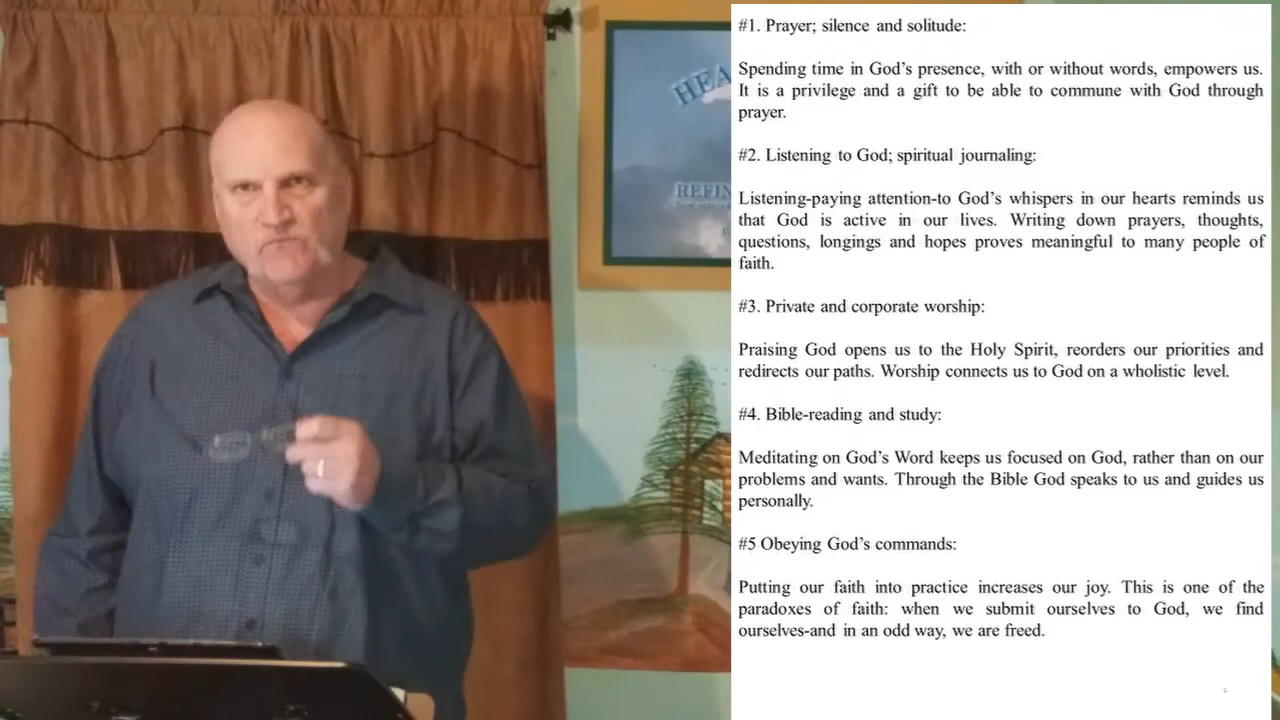 HEA
REFIN
#1. Prayer; silence and solitude:
Spending time in God’s presence, with or without words, empowers us.
It is a privilege and a gift to be able to commune with God through
prayer.
#2. Listening to God; spiritual journaling:
Listening-paying attention-to God’s whispers in our hearts reminds us
that God is active in our lives. Writing down prayers, thoughts,
questions, longings and hopes proves meaningful to many people of
faith.
#3. Private and corporate worship:
Praising God opens us to the Holy Spirit, reorders our priorities and
redirects our paths. Worship connects us to God on a wholistic level.
#4. Bible-reading and study:
Meditating on God’s Word keeps us focused on God, rather than on our
problems and wants. Through the Bible God speaks to us and guides us
personally.
#5 Obeying God’s commands:
Putting our faith into practice increases our joy. This is one of the
paradoxes of faith: when we submit ourselves to God, we find
ourselves-and in an odd way, we are freed.